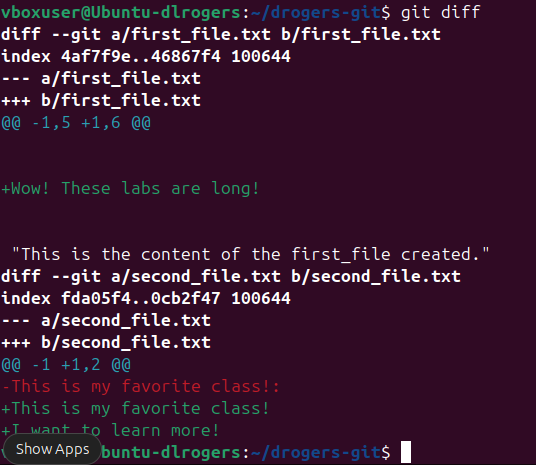 vboxuser@Ubuntu-dlrogers:~/drogers-git$ git diff
diff --git a/first_file.txt b/first_file.txt
index 4af7f9e..46867f4 100644
--- a/first_file.txt
+++ b/first_file.txt
@@ -1,5 +1,6 @@
+Wow! These labs are long!
"This is the content of the first_file created."
diff --git a/second_file.txt b/second_file.txt
index fda05f4..0cb2f47 100644
--- a/second_file.txt
+++ b/second_file.txt
@@ -1 +1,2 @@
-This is my favorite class!:
+This is my favorite class!
+I want to learn more!
buntu-dlrogers:~/drogers-git$
Show Apps